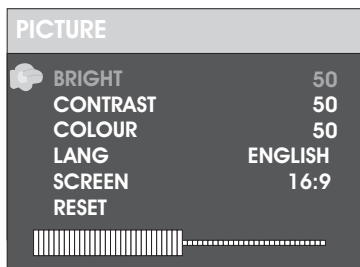 PICTURE
BRIGHT 50
CONTRAST 50
COLOUR 50
LANG ENGLISH
SCREEN 16:9
RESET